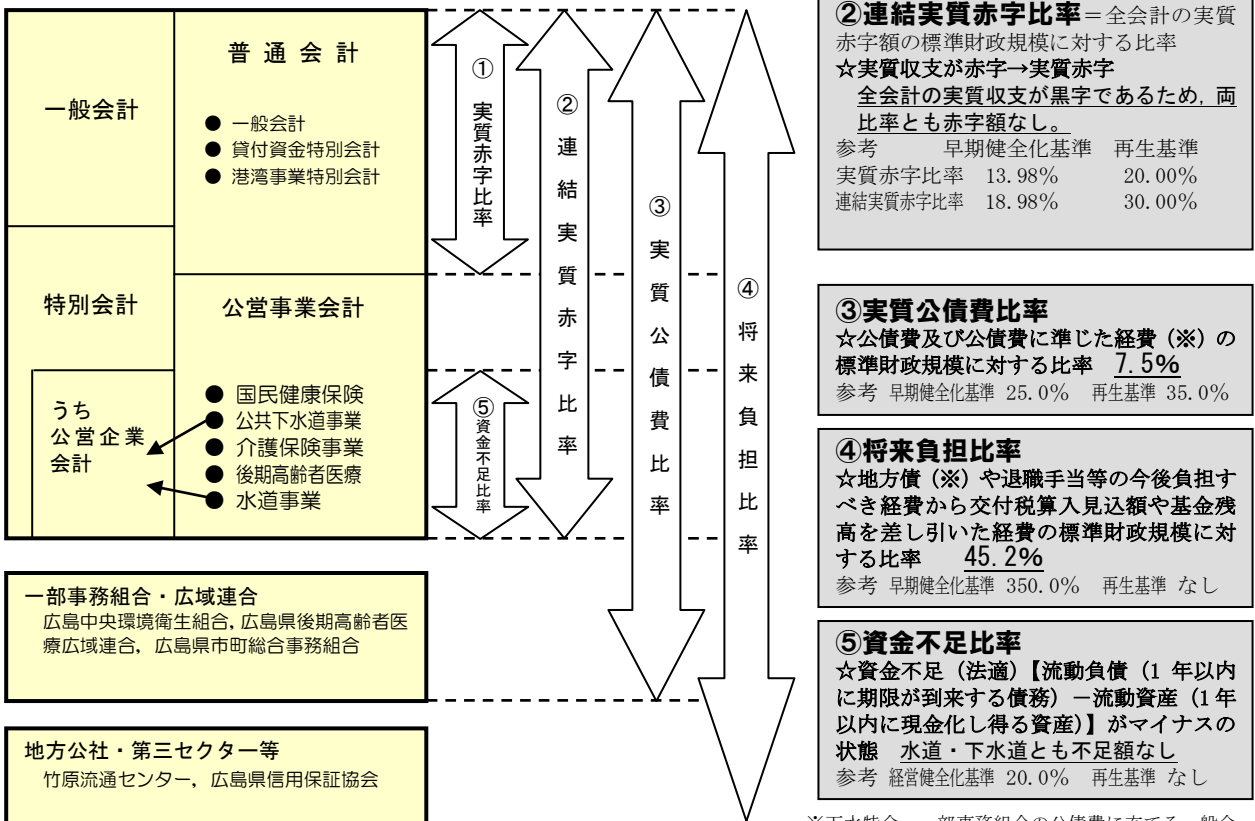 一般会計
普通会計
● 一般会計
● 貸付資金特別会計
● 港湾事業特別会計
特別会計
公営事業会計
うち
公営企業
会計
● 国民健康保険
● 公共下水道事業
● 介護保険事業
● 後期高齢者医療
● 水道事業
①実質赤字比率
②連結実質赤字比率
③実質公債費比率
④将来負担比率
⑤資金不足比率
一部事務組合・広域連合
広島中央環境衛生組合,広島県後期高齢者医
療広域連合,広島県市町総合事務組合
地方公社・第三セクター等
竹原流通センター,広島県信用保証協会
②連結実質赤字比率=全会計の実質
赤字額の標準財政規模に対する比率
☆実質収支が赤字→実質赤字
全会計の実質収支が黒字であるため,両
比率とも赤字額なし。
参考 早期健全化基準 再生基準
実質赤字比率 13.98% 20.00%
連結実質赤字比率 18.98% 30.00%
③実質公債費比率
☆公債費及び公債費に準じた経費(※)の
標準財政規模に対する比率 7.5%
参考 早期健全化基準 25.0% 再生基準 35.0%
④将来負担比率
☆地方債(※)や退職手当等の今後負担す
べき経費から交付税算入見込額や基金残
高を差し引いた経費の標準財政規模に対
する比率 45.2%
参考 早期健全化基準 350.0% 再生基準 なし
⑤資金不足比率
☆資金不足(法適)【流動負債(1年以内
に期限が到来する債務)-流動資産(1年
以内に現金化し得る資産)】がマイナスの
状態 水道・下水道とも不足額なし
参考 経営健全化基準 20.0% 再生基準 なし